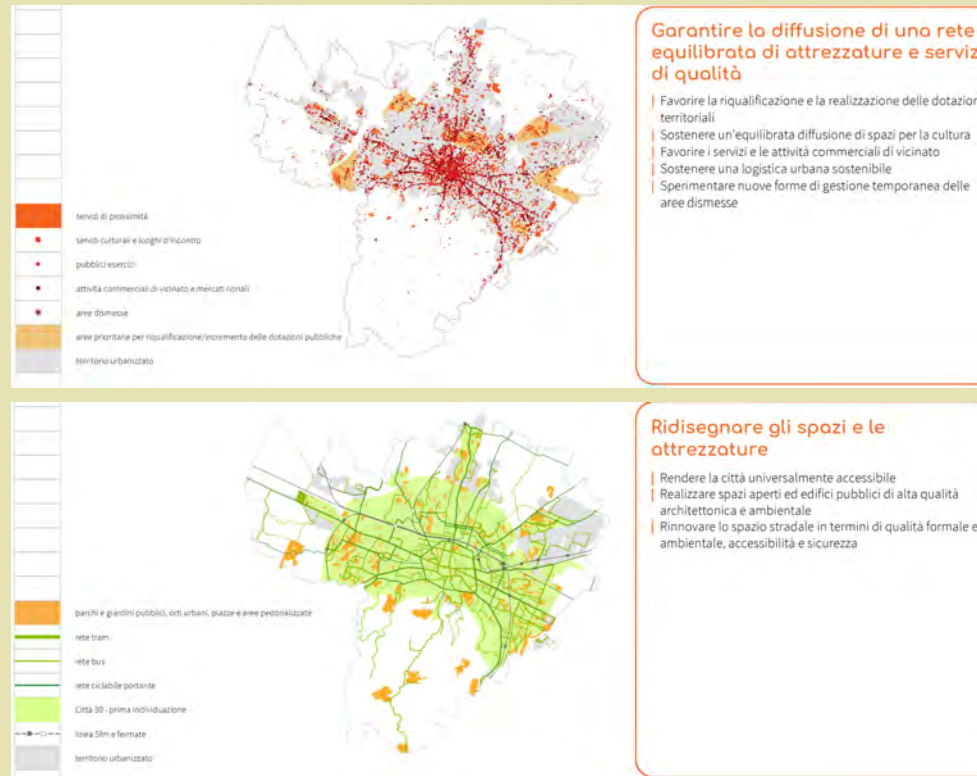 Garantire la diffusione di una rete
equilibrata di attrezzature e servizi
di qualità
Favorire la riqualificazione e la realizzazione delle dotazion
territoriali
Sostenere un'equilibrata diffusione di spazi per la cultura
Favorire i servizi e le attività commerciali di vicinato
Sostenere una logistica urbana sostenibile
Sperimentare nuove forme di gestione temporanea delle
aree dismesse
servizi di prossimità
servizi culturali e luoghi d'incontro
pubblici esercizi
attività commerciali di vicinato e mercati rionali
aree dismesse
aree prioritarie per riqualificazione/incremento delle dotazioni pubbliche
territorio urbanizzato
Ridisegnare gli spazi e le
attrezzature
Rendere la città universalmente accessibile
Realizzare spazi aperti ed edifici pubblici di alta qualità
architettonica e ambientale
Rinnovare lo spazio stradale in termini di qualità formale e
ambientale, accessibilità e sicurezza
parchi e giardini pubblici, orti urbani, piazze e aree pedonalizzate
rete tram
rete bus
rete ciclabile portante
Città 30 - prima individuazione
linea Sfm e fermate
territorio urbanizzato